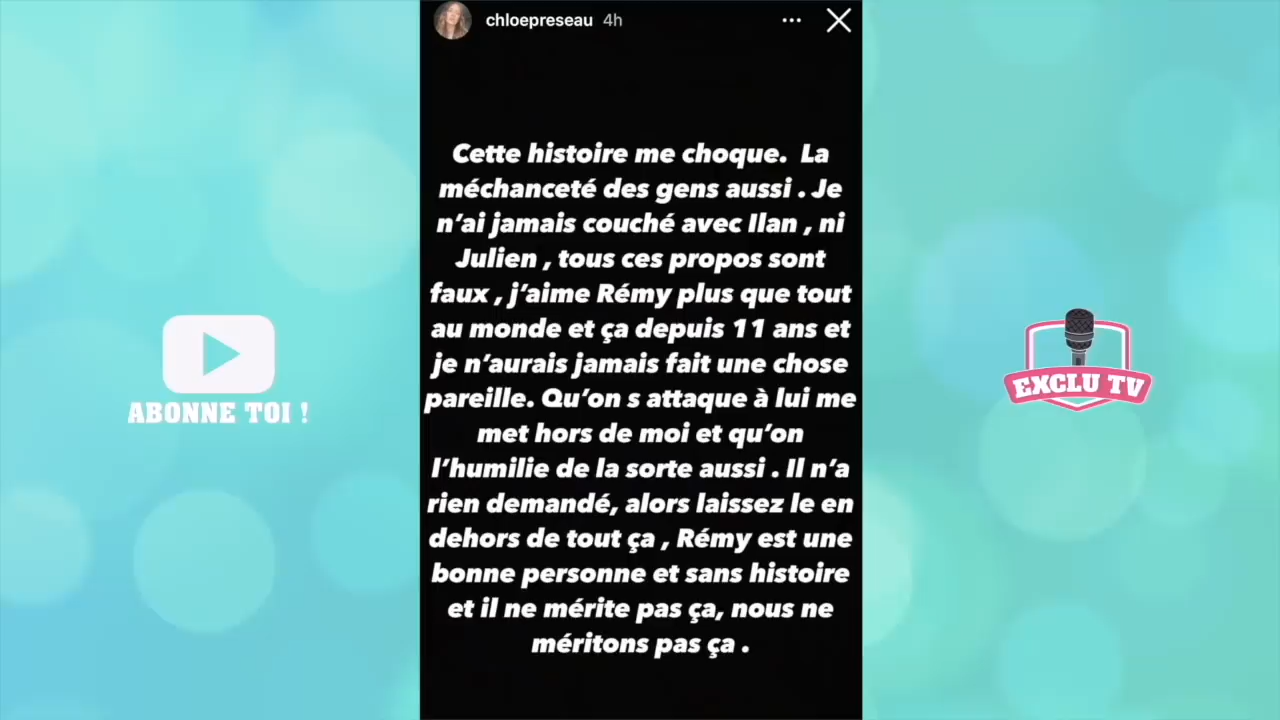 chloepreseau 4h
Cette histoire me choque. La
méchanceté des gens aussi . Je
n’ai jamais couché avec Ilan , ni
Julien , tous ces propos sont
faux , j’aime Rémy plus que tout
au monde et ça depuis 11 ans et
je n’aurais jamais fait une chose
pareille. Qu’on s attaque à lui me
met hors de moi et qu’on
l’humilie de la sorte aussi . Il n’a
rien demandé, alors laissez le en
dehors de tout ça , Rémy est une
bonne personne et sans histoire
et il ne mérite pas ça, nous ne
méritons pas ça .
ABONNE TOI !
EXCLU TV